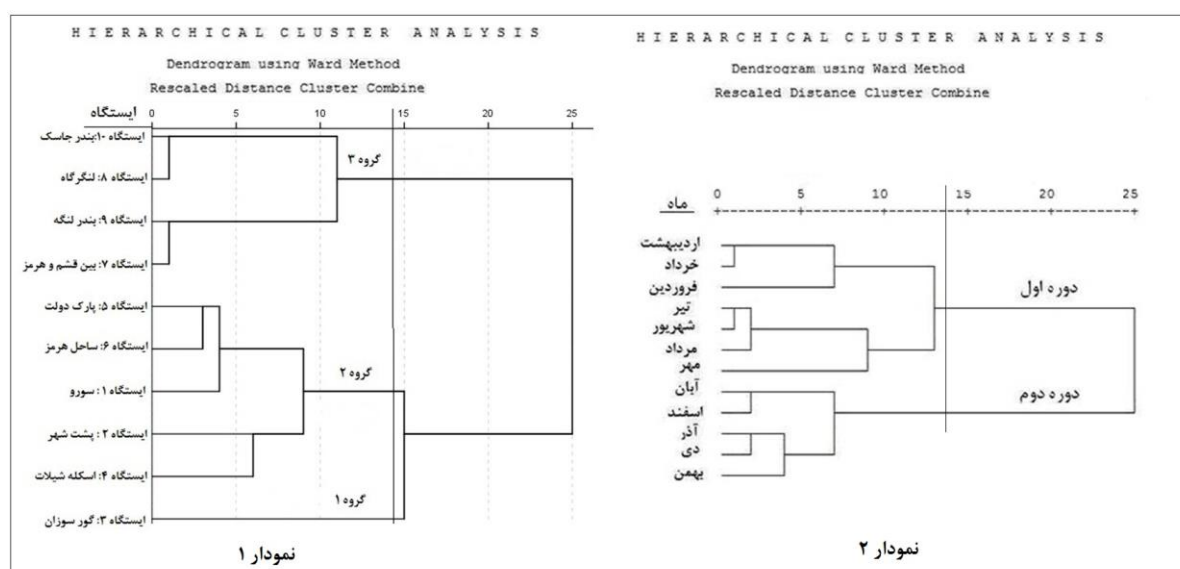 HIERARCHICAL CLUSTER ANALYSIS
Dendrogram using Ward Method
Rescaled Distance Cluster Combine
ایستگاه
0 5 10 15 20 25
ایستگاه ۱۰:بندر جاسک
ایستگاه ۸: لنگرگاه
ایستگاه ۹: بندر لنگه
ایستگاه ۷: بین قشم و هرمز
ایستگاه ۵: پارک دولت
ایستگاه ۶: ساحل هرمز
ایستگاه ۱: سورو
ایستگاه ۲: پشت شهر
ایستگاه ۴: اسکله شیلات
ایستگاه ۳: گور سوزان
گروه ۳
گروه ۲
گروه ۱
نمودار ۱
HIERARCHICAL CLUSTER ANALYSIS
Dendrogram using Ward Method
Rescaled Distance Cluster Combine
ماه
0 5 10 15 20 25
اردیبهشت
خرداد
فروردین
تیر
شهریور
مرداد
مهر
آبان
اسفند
آذر
دی
بهمن
دوره اول
دوره دوم
نمودار ۲